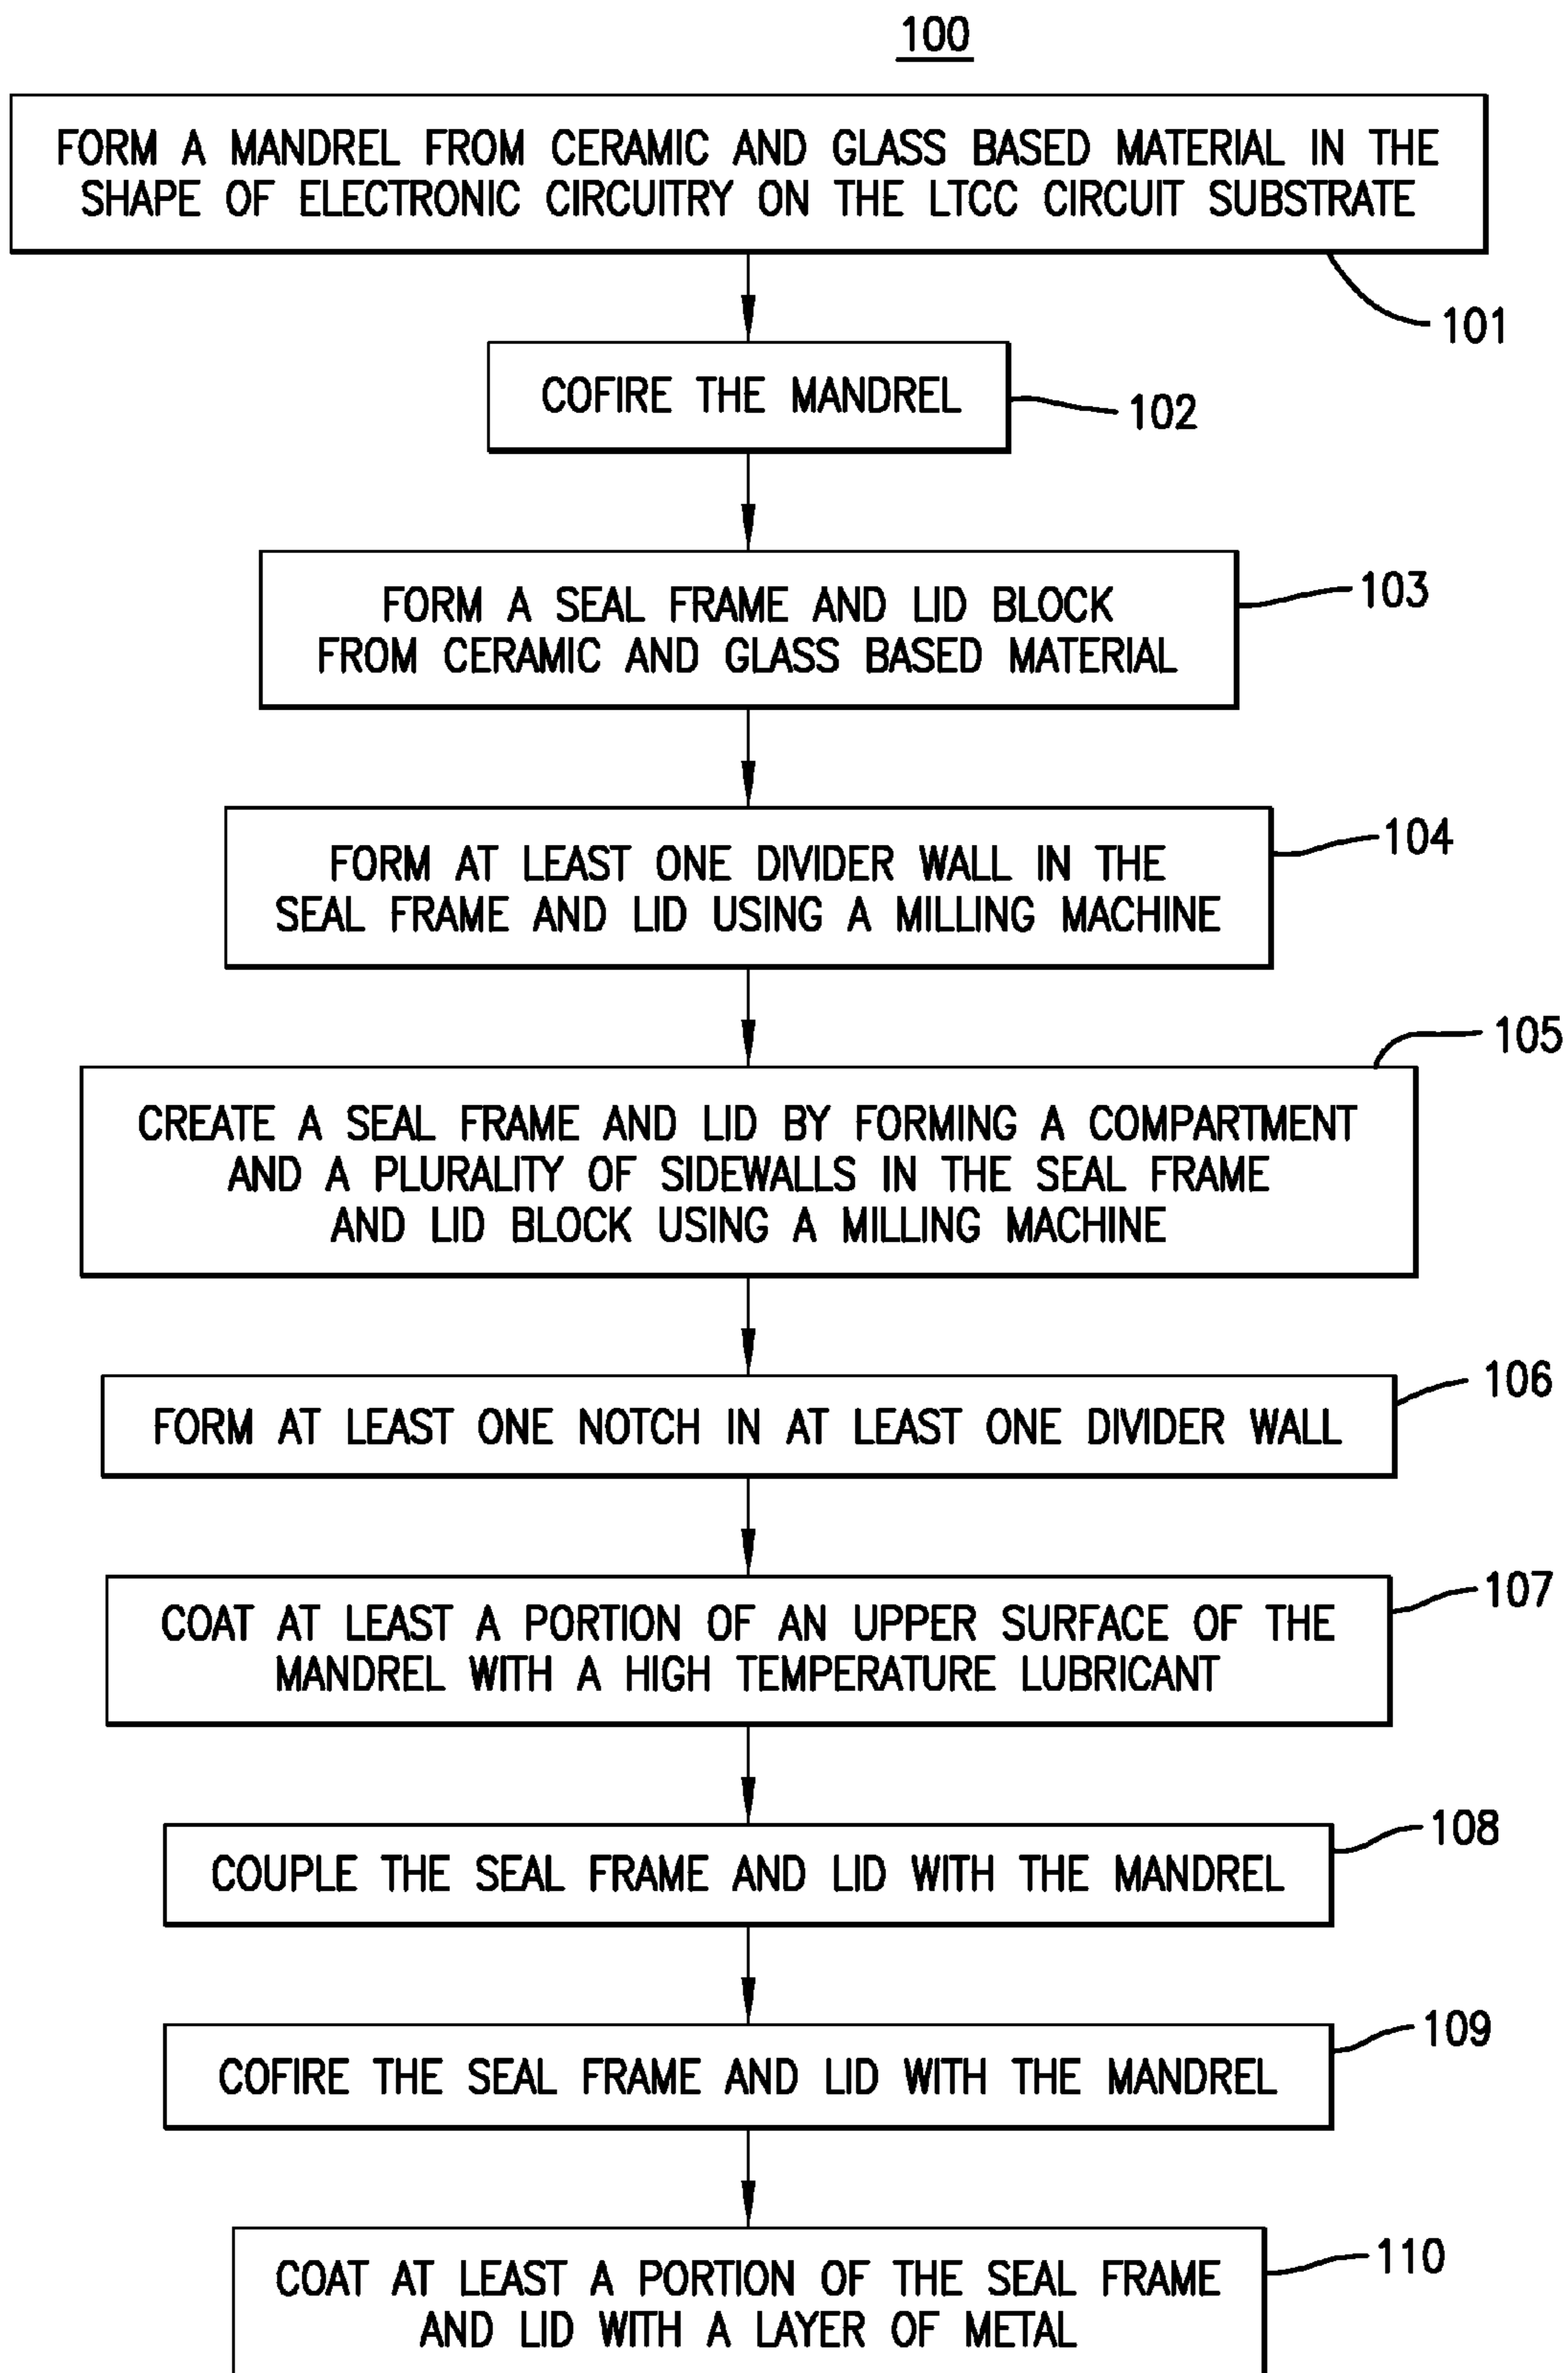 100
FORM A MANDREL FROM CERAMIC AND GLASS BASED MATERIAL IN THE
SHAPE OF ELECTRONIC CIRCUITRY ON THE LTCC CIRCUIT SUBSTRATE
101
COFIRE THE MANDREL
102
FORM A SEAL FRAME AND LID BLOCK
FROM CERAMIC AND GLASS BASED MATERIAL
103
FORM AT LEAST ONE DIVIDER WALL IN THE
SEAL FRAME AND LID USING A MILLING MACHINE
104
CREATE A SEAL FRAME AND LID BY FORMING A COMPARTMENT
AND A PLURALITY OF SIDEWALLS IN THE SEAL FRAME
AND LID BLOCK USING A MILLING MACHINE
105
FORM AT LEAST ONE NOTCH IN AT LEAST ONE DIVIDER WALL
106
COAT AT LEAST A PORTION OF AN UPPER SURFACE OF THE
MANDREL WITH A HIGH TEMPERATURE LUBRICANT
107
COUPLE THE SEAL FRAME AND LID WITH THE MANDREL
108
COFIRE THE SEAL FRAME AND LID WITH THE MANDREL
109
COAT AT LEAST A PORTION OF THE SEAL FRAME
AND LID WITH A LAYER OF METAL
110